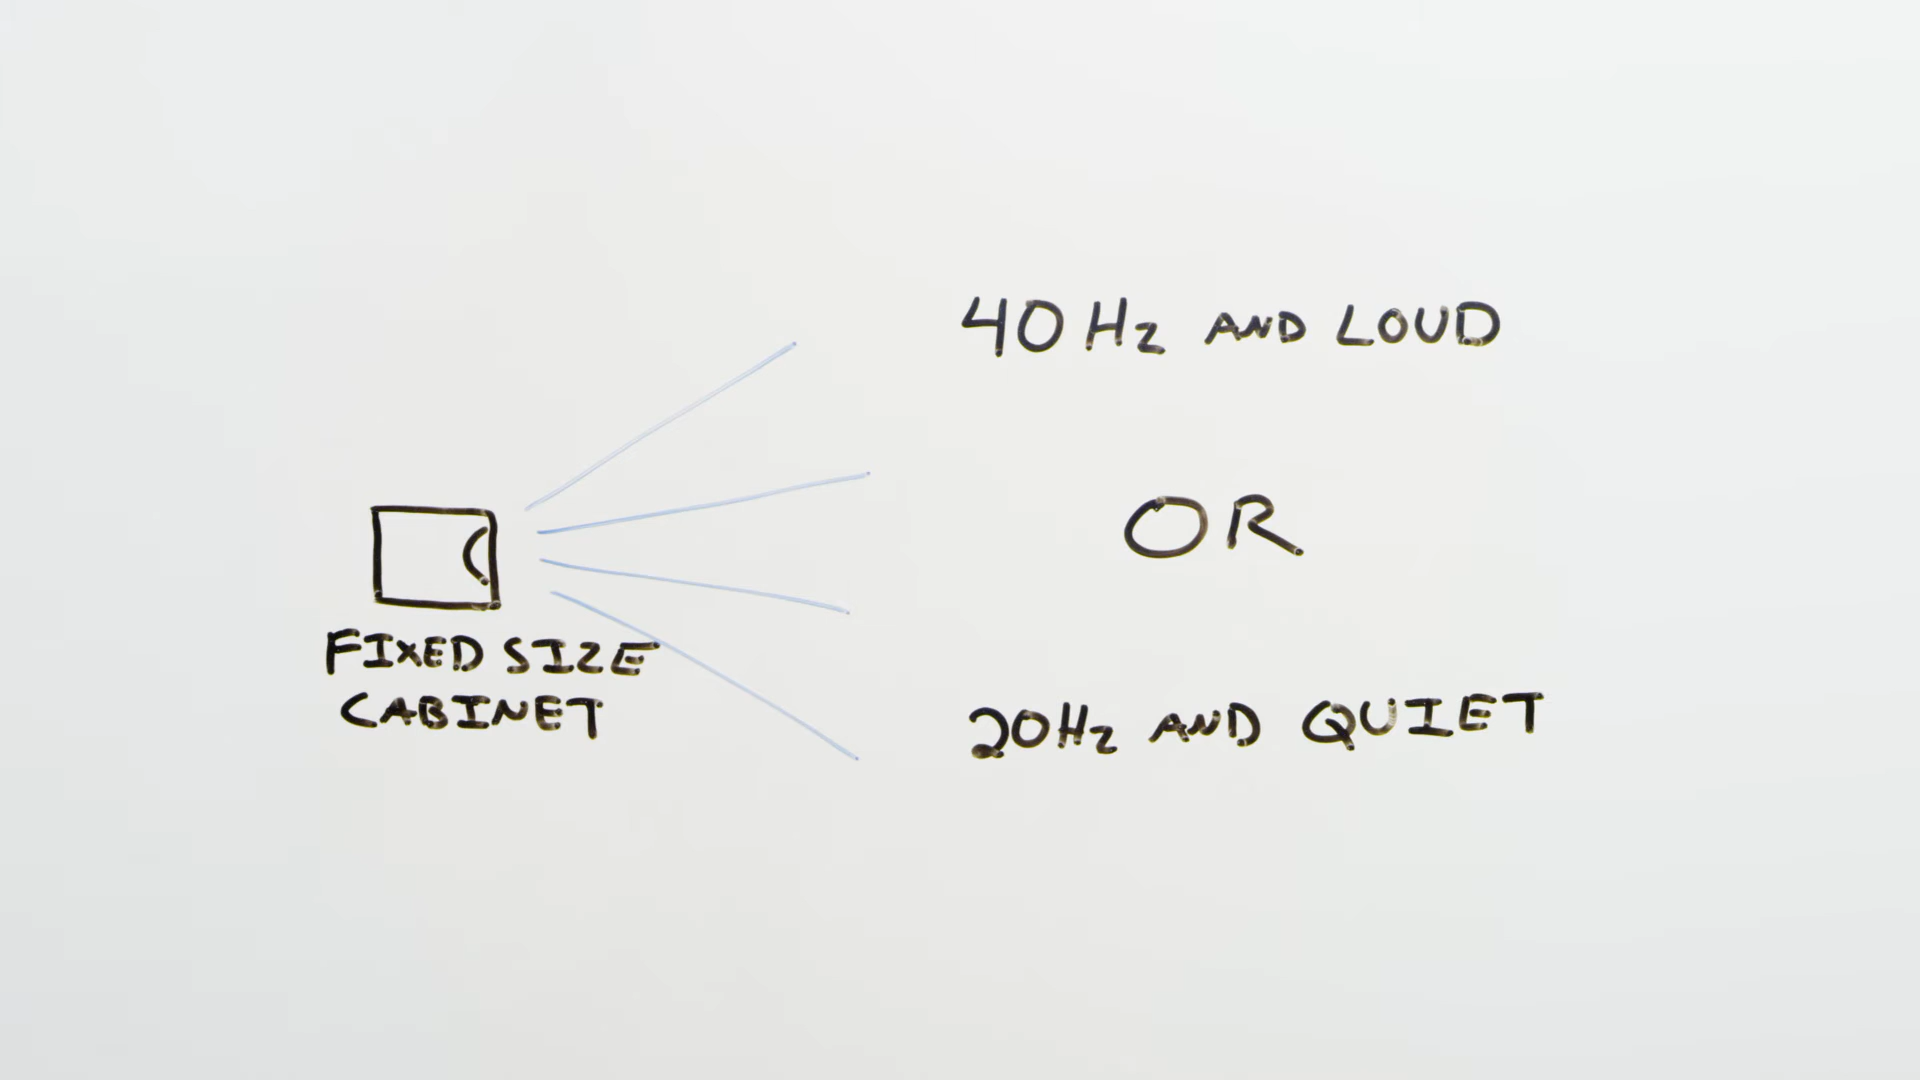 40 Hz AND LOUD
OR
FIXED SIZE
CABINET
20Hz AND QUIET